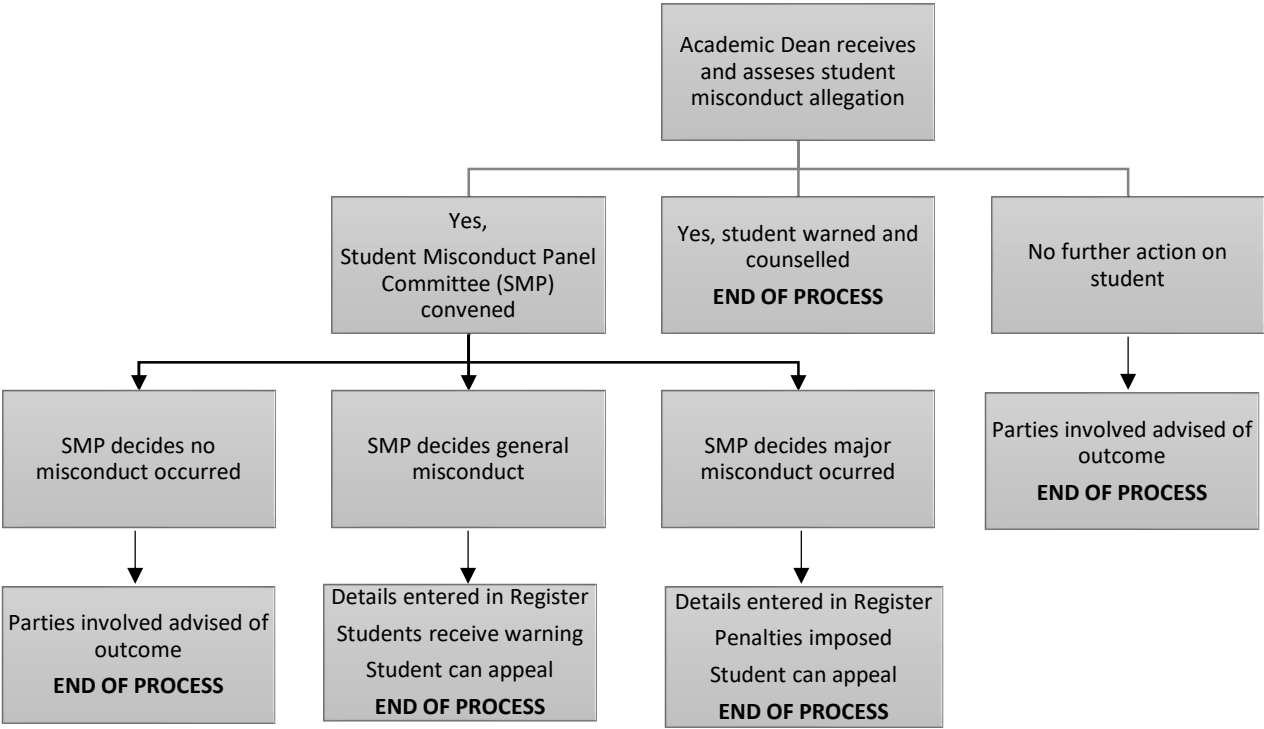 Academic Dean receives
and asseses student
misconduct allegation
Yes,
Student Misconduct Panel
Committee (SMP)
convened
Yes, student warned and
counselled
END OF PROCESS
No further action on
student
SMP decides no
misconduct occurred
SMP decides general
misconduct
SMP decides major
misconduct ocurred
Parties involved advised of
outcome
END OF PROCESS
Parties involved advised of
outcome
END OF PROCESS
Details entered in Register
Students receive warning
Student can appeal
END OF PROCESS
Details entered in Register
Penalties imposed
Student can appeal
END OF PROCESS